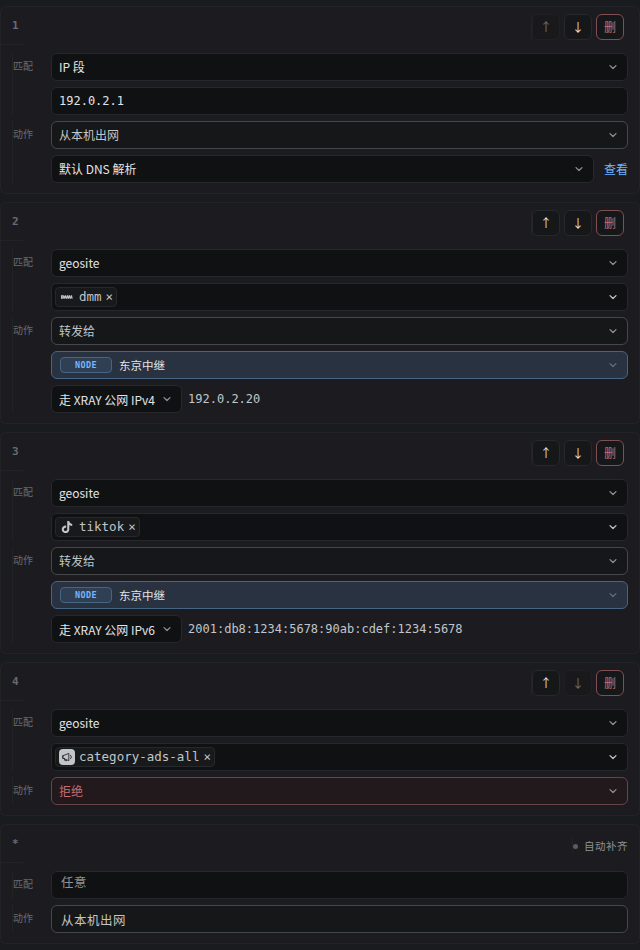 1 ↑ ↓ 删
匹配 IP 段
192.0.2.1
动作 从本机出网
默认 DNS 解析 查看
2 ↑ ↓ 删
匹配 geosite
dmm ×
动作 转发给
NODE 东京中继
走 XRAY 公网 IPv4 192.0.2.20
3 ↑ ↓ 删
匹配 geosite
tiktok ×
动作 转发给
NODE 东京中继
走 XRAY 公网 IPv6 2001:db8:1234:5678:90ab:cdef:1234:5678
4 ↑ ↓ 删
匹配 geosite
category-ads-all ×
动作 拒绝
* 自动补齐
匹配 任意
动作 从本机出网